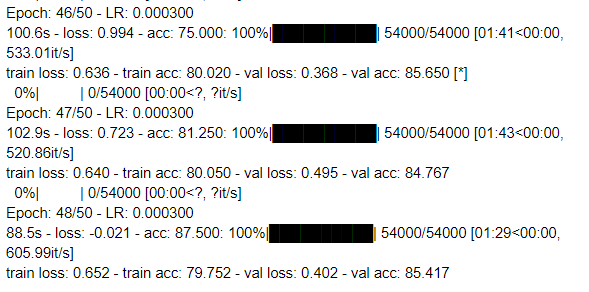 Epoch: 46/50 - LR: 0.000300
100.6s - loss: 0.994 - acc: 75.000: 100%|██████████| 54000/54000 [01:41<00:00,
533.01it/s]
train loss: 0.636 - train acc: 80.020 - val loss: 0.368 - val acc: 85.650 [*]
0%| | 0/54000 [00:00<?, ?it/s]
Epoch: 47/50 - LR: 0.000300
102.9s - loss: 0.723 - acc: 81.250: 100%|██████████| 54000/54000 [01:43<00:00,
520.86it/s]
train loss: 0.640 - train acc: 80.050 - val loss: 0.495 - val acc: 84.767
0%| | 0/54000 [00:00<?, ?it/s]
Epoch: 48/50 - LR: 0.000300
88.5s - loss: -0.021 - acc: 87.500: 100%|██████████| 54000/54000 [01:29<00:00,
605.99it/s]
train loss: 0.652 - train acc: 79.752 - val loss: 0.402 - val acc: 85.417